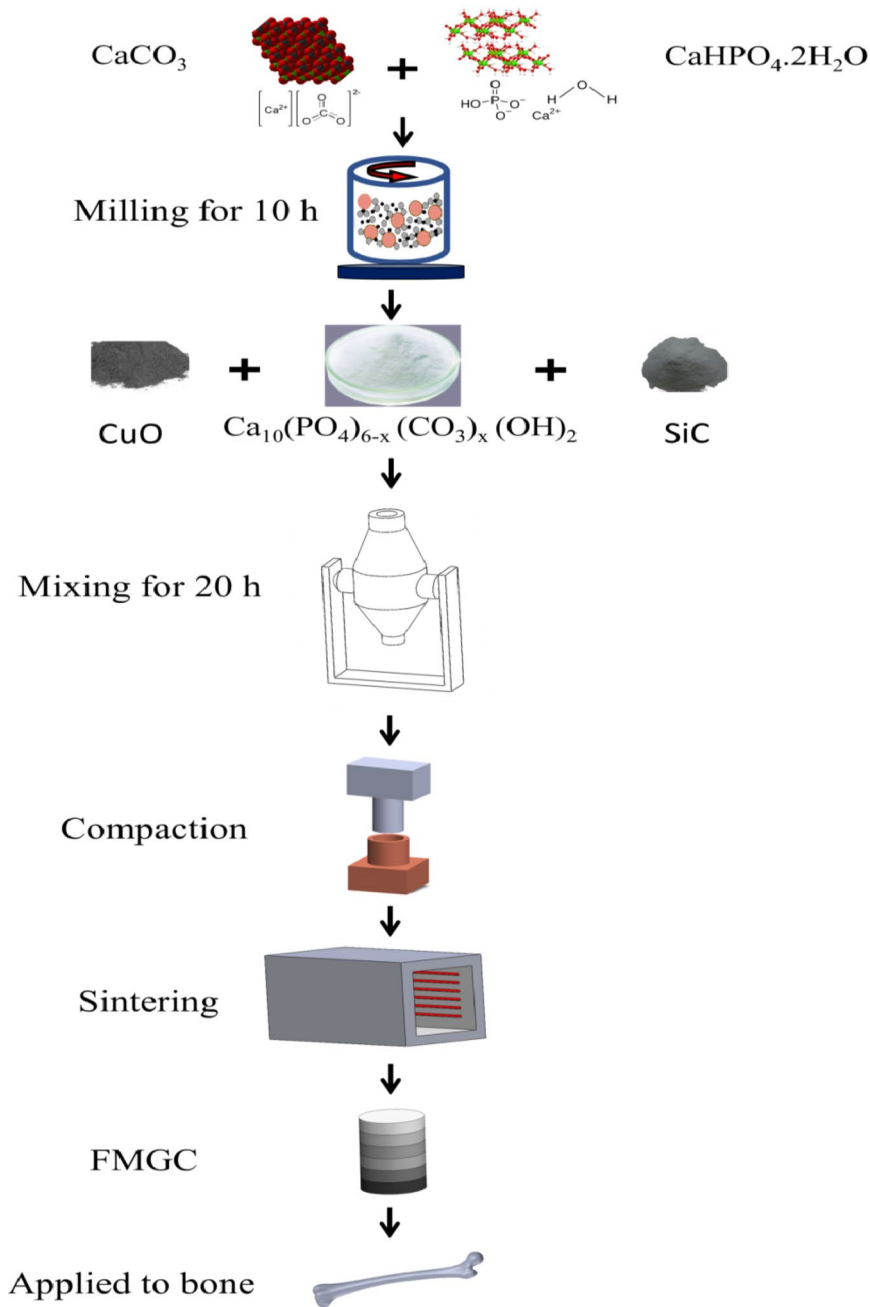 CaCO₃ + CaHPO₄.2H₂O
[Ca²⁺] [O C O O]²⁻ HO P O O⁻ O⁻ Ca²⁺ H O H
Milling for 10 h
+ +
CuO Ca₁₀(PO₄)₆₋ₓ (CO₃)ₓ (OH)₂ SiC
Mixing for 20 h
Compaction
Sintering
FMGC
Applied to bone